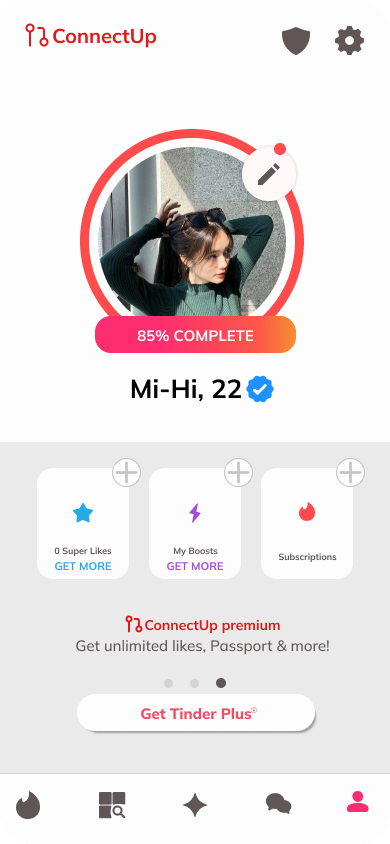 ConnectUp
85% COMPLETE
Mi-Hi, 22
0 Super Likes
GET MORE
My Boosts
GET MORE
Subscriptions
ConnectUp premium
Get unlimited likes, Passport & more!
Get Tinder Plus®